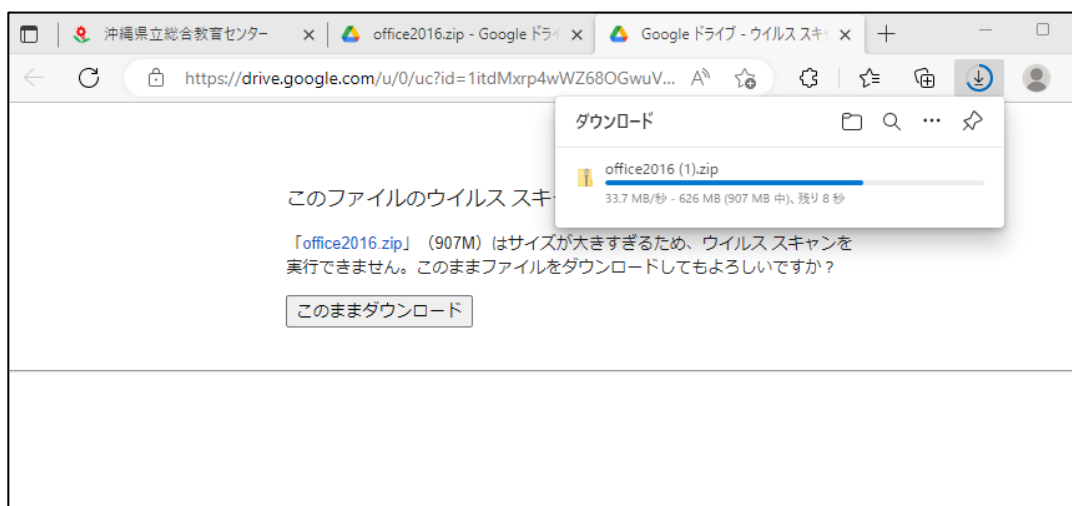 沖縄県立総合教育センター
office2016.zip - Google ドライ
Google ドライブ - ウイルス スキ
https://drive.google.com/u/0/uc?id=1itdMxrp4wWZ68OGwuV...
ダウンロード
office2016 (1).zip
33.7 MB/秒 - 626 MB (907 MB 中)、残り 8 秒
このファイルのウイルス スキ
「office2016.zip」（907M）はサイズが大きすぎるため、ウイルス スキャンを
実行できません。このままファイルをダウンロードしてもよろしいですか？
このままダウンロード